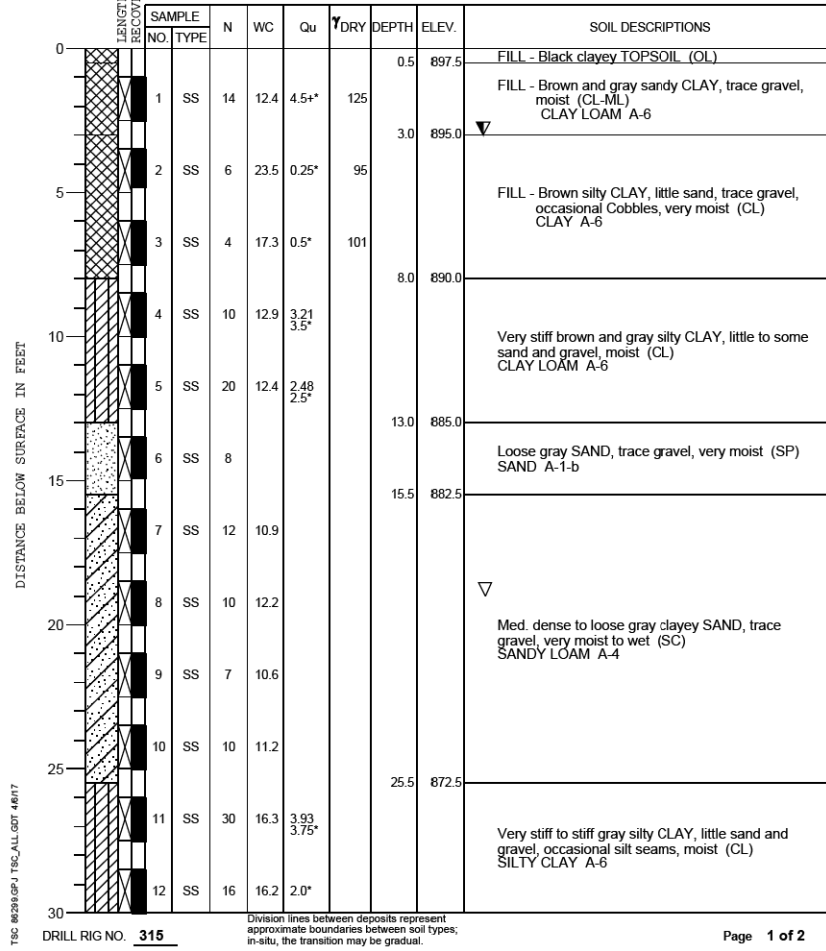 LENGTH
RECOVE
SAMPLE
NO. TYPE N WC Qu γDRY DEPTH ELEV. SOIL DESCRIPTIONS
0
0.5 897.5 FILL - Black clayey TOPSOIL (OL)
FILL - Brown and gray sandy CLAY, trace gravel,
1 SS 14 12.4 4.5+* 125 moist (CL-ML)
CLAY LOAM A-6
3.0 895.0
2 SS 6 23.5 0.25* 95
5 FILL - Brown silty CLAY, little sand, trace gravel,
occasional Cobbles, very moist (CL)
CLAY A-6
3 SS 4 17.3 0.5* 101
8.0 890.0
4 SS 10 12.9 3.21
3.5*
10 Very stiff brown and gray silty CLAY, little to some
sand and gravel, moist (CL)
CLAY LOAM A-6
5 SS 20 12.4 2.48
2.5*
13.0 885.0
6 SS 8 Loose gray SAND, trace gravel, very moist (SP)
SAND A-1-b
15
15.5 882.5
7 SS 12 10.9
8 SS 10 12.2
20 Med. dense to loose gray clayey SAND, trace
gravel, very moist to wet (SC)
SANDY LOAM A-4
9 SS 7 10.6
10 SS 10 11.2
25
25.5 872.5
11 SS 30 16.3 3.93
3.75*
Very stiff to stiff gray silty CLAY, little sand and
gravel, occasional silt seams, moist (CL)
SILTY CLAY A-6
12 SS 16 16.2 2.0*
30
DISTANCE BELOW SURFACE IN FEET
TSC 86299.GPJ TSC_ALL.GDT 4/6/17
DRILL RIG NO. 315
Division lines between deposits represent
approximate boundaries between soil types;
in-situ, the transition may be gradual.
Page 1 of 2